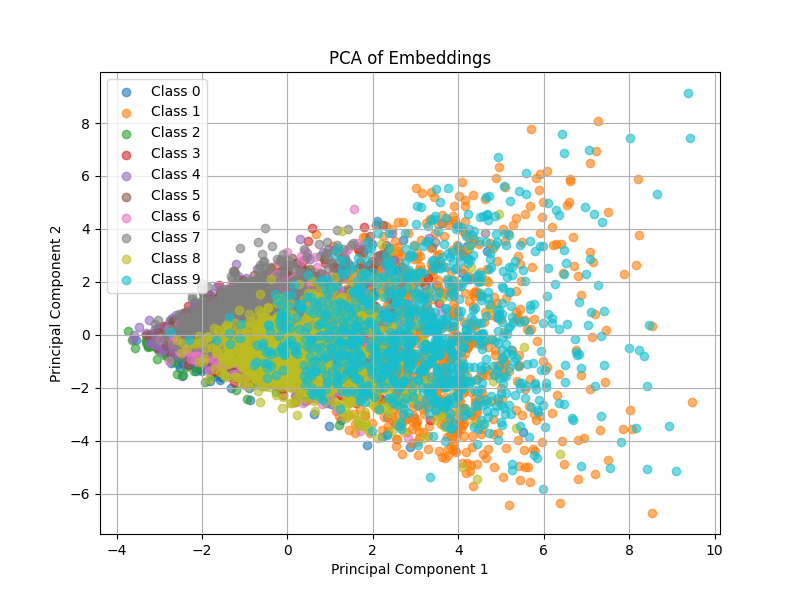 PCA of Embeddings
Class 0
Class 1
Class 2
Class 3
Class 4
Class 5
Class 6
Class 7
Class 8
Class 9
8
6
4
2
0
−2
−4
−6
Principal Component 2
−4 −2 0 2 4 6 8 10
Principal Component 1